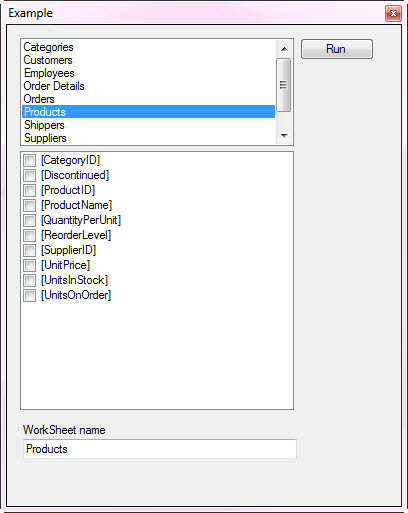 Example
Categories
Customers
Employees
Order Details
Orders
Products
Shippers
Suppliers
Run
[CategoryID]
[Discontinued]
[ProductID]
[ProductName]
[QuantityPerUnit]
[ReorderLevel]
[SupplierID]
[UnitPrice]
[UnitsInStock]
[UnitsOnOrder]
WorkSheet name
Products